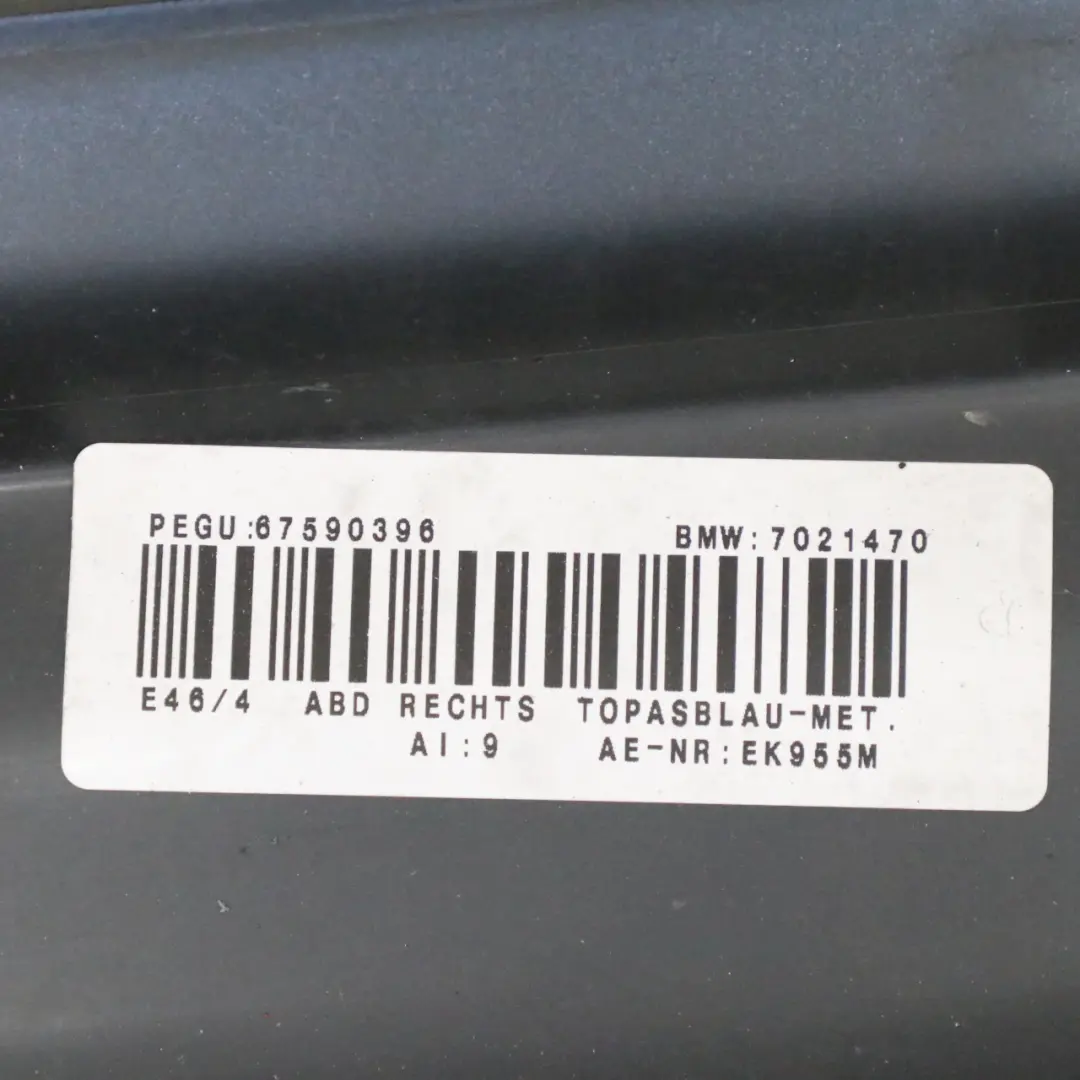 PEGU:67590396 BMW:7021470
E46/4 ABD RECHTS TOPASBLAU-MET.
AI:9 AE-NR:EK955M